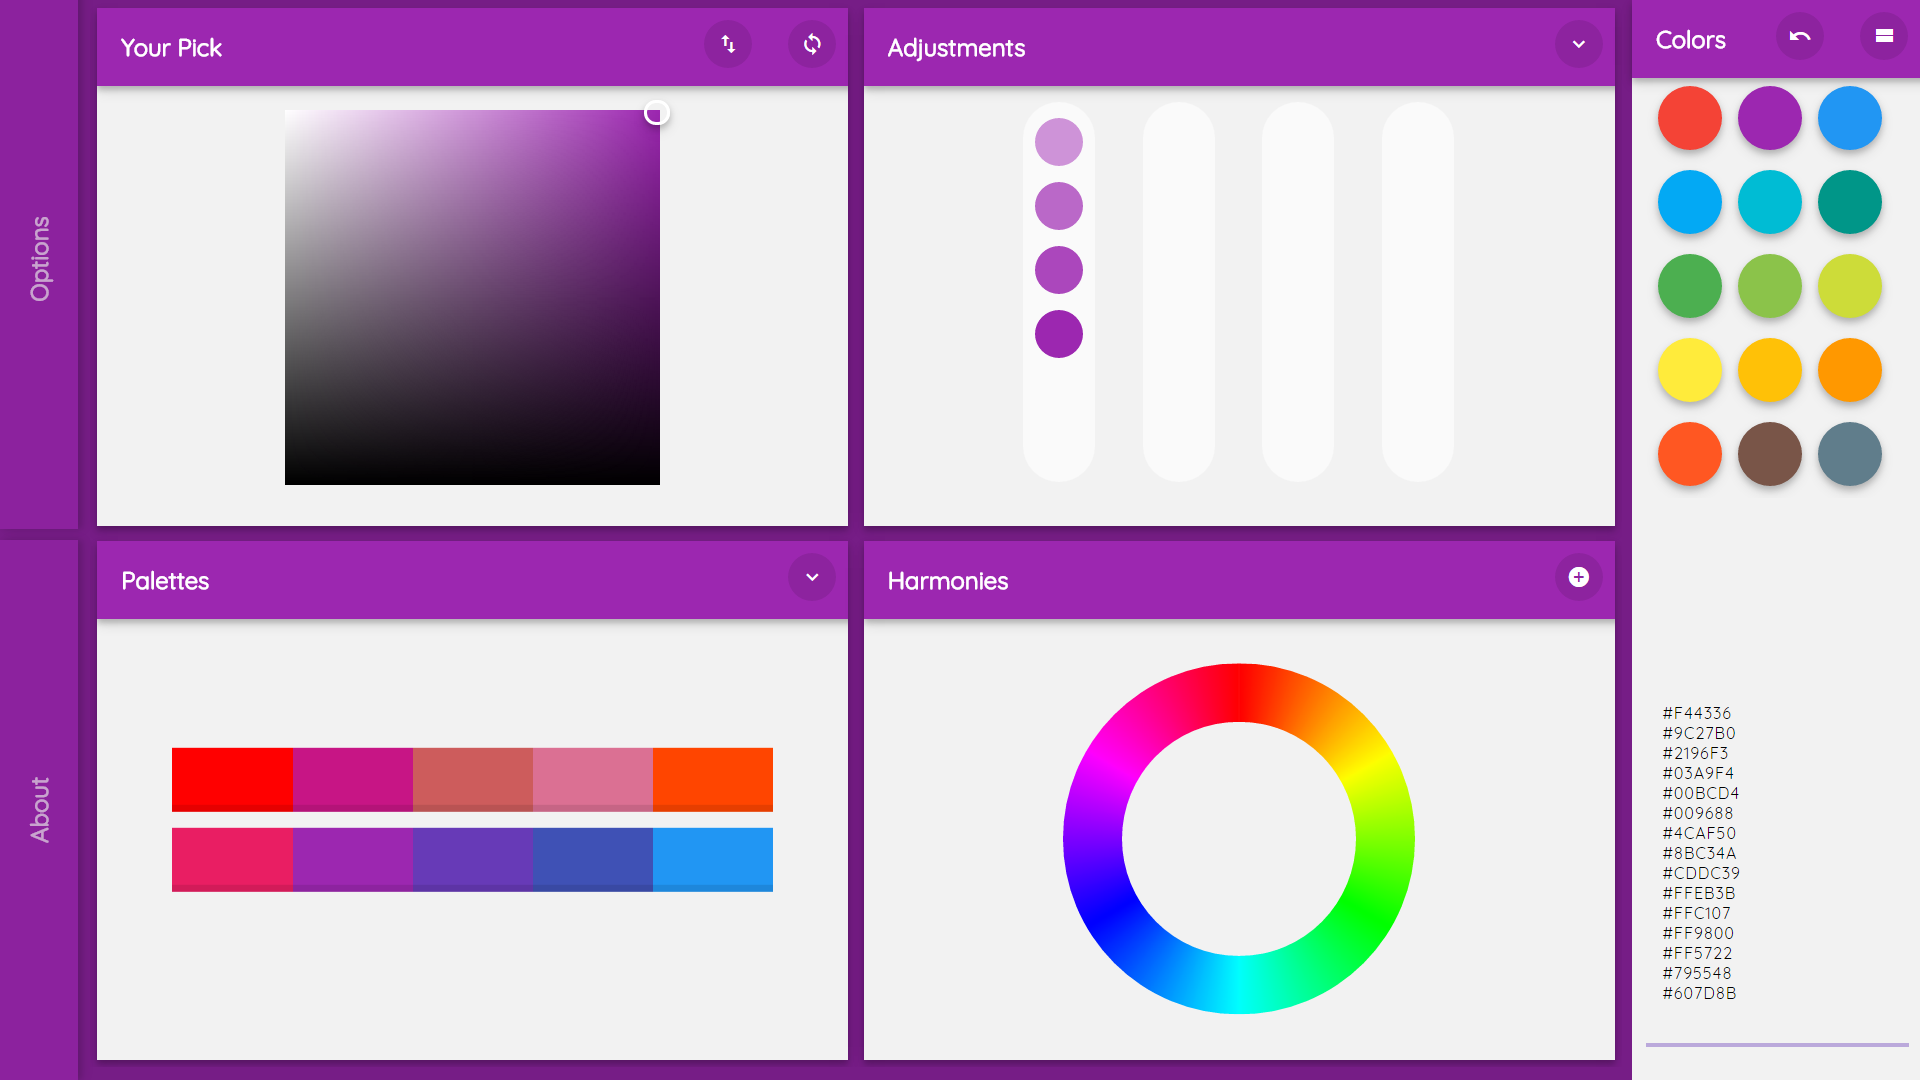 Options
About
Your Pick
Adjustments
Palettes
Harmonies
Colors
#F44336
#9C27B0
#2196F3
#03A9F4
#00BCD4
#009688
#4CAF50
#8BC34A
#CDDC39
#FFEB3B
#FFC107
#FF9800
#FF5722
#795548
#607D8B